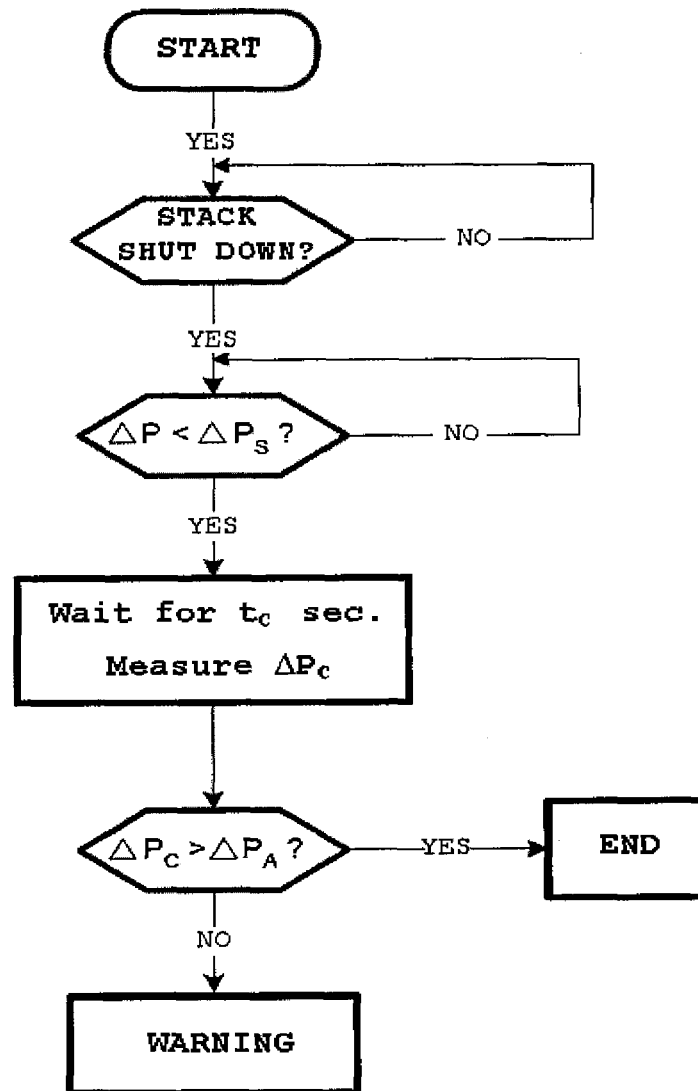 START
YES
STACK
SHUT DOWN?
NO
YES
△P < △Ps ?
NO
YES
Wait for tc sec.
Measure ΔPc
△Pc > △PA ?
YES
END
NO
WARNING